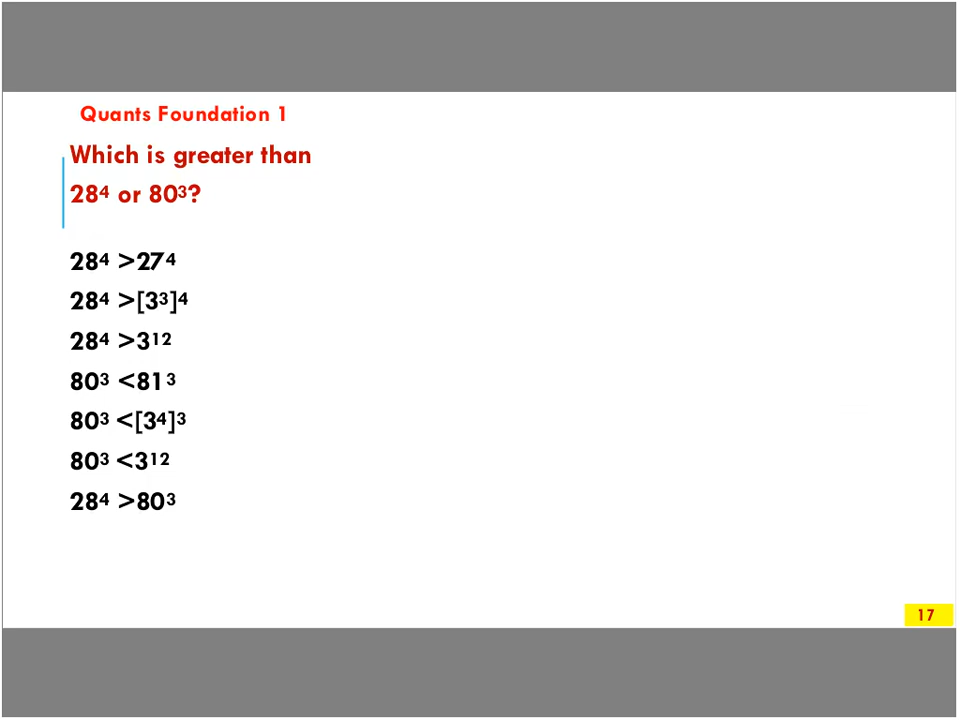 Quants Foundation 1
Which is greater than
28⁴ or 80³?
28⁴ >27⁴
28⁴ >[3³]⁴
28⁴ >3¹²
80³ <81³
80³ <[3⁴]³
80³ <3¹²
28⁴ >80³
17